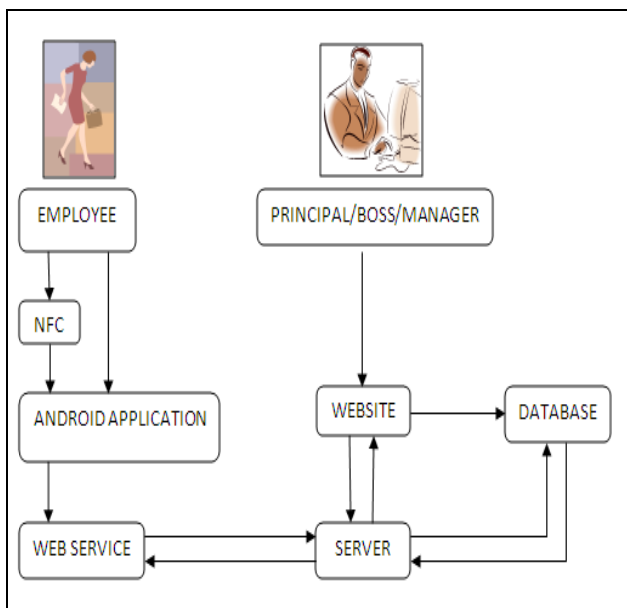 EMPLOYEE
PRINCIPAL/BOSS/MANAGER
NFC
ANDROID APPLICATION
WEBSITE
DATABASE
WEB SERVICE
SERVER